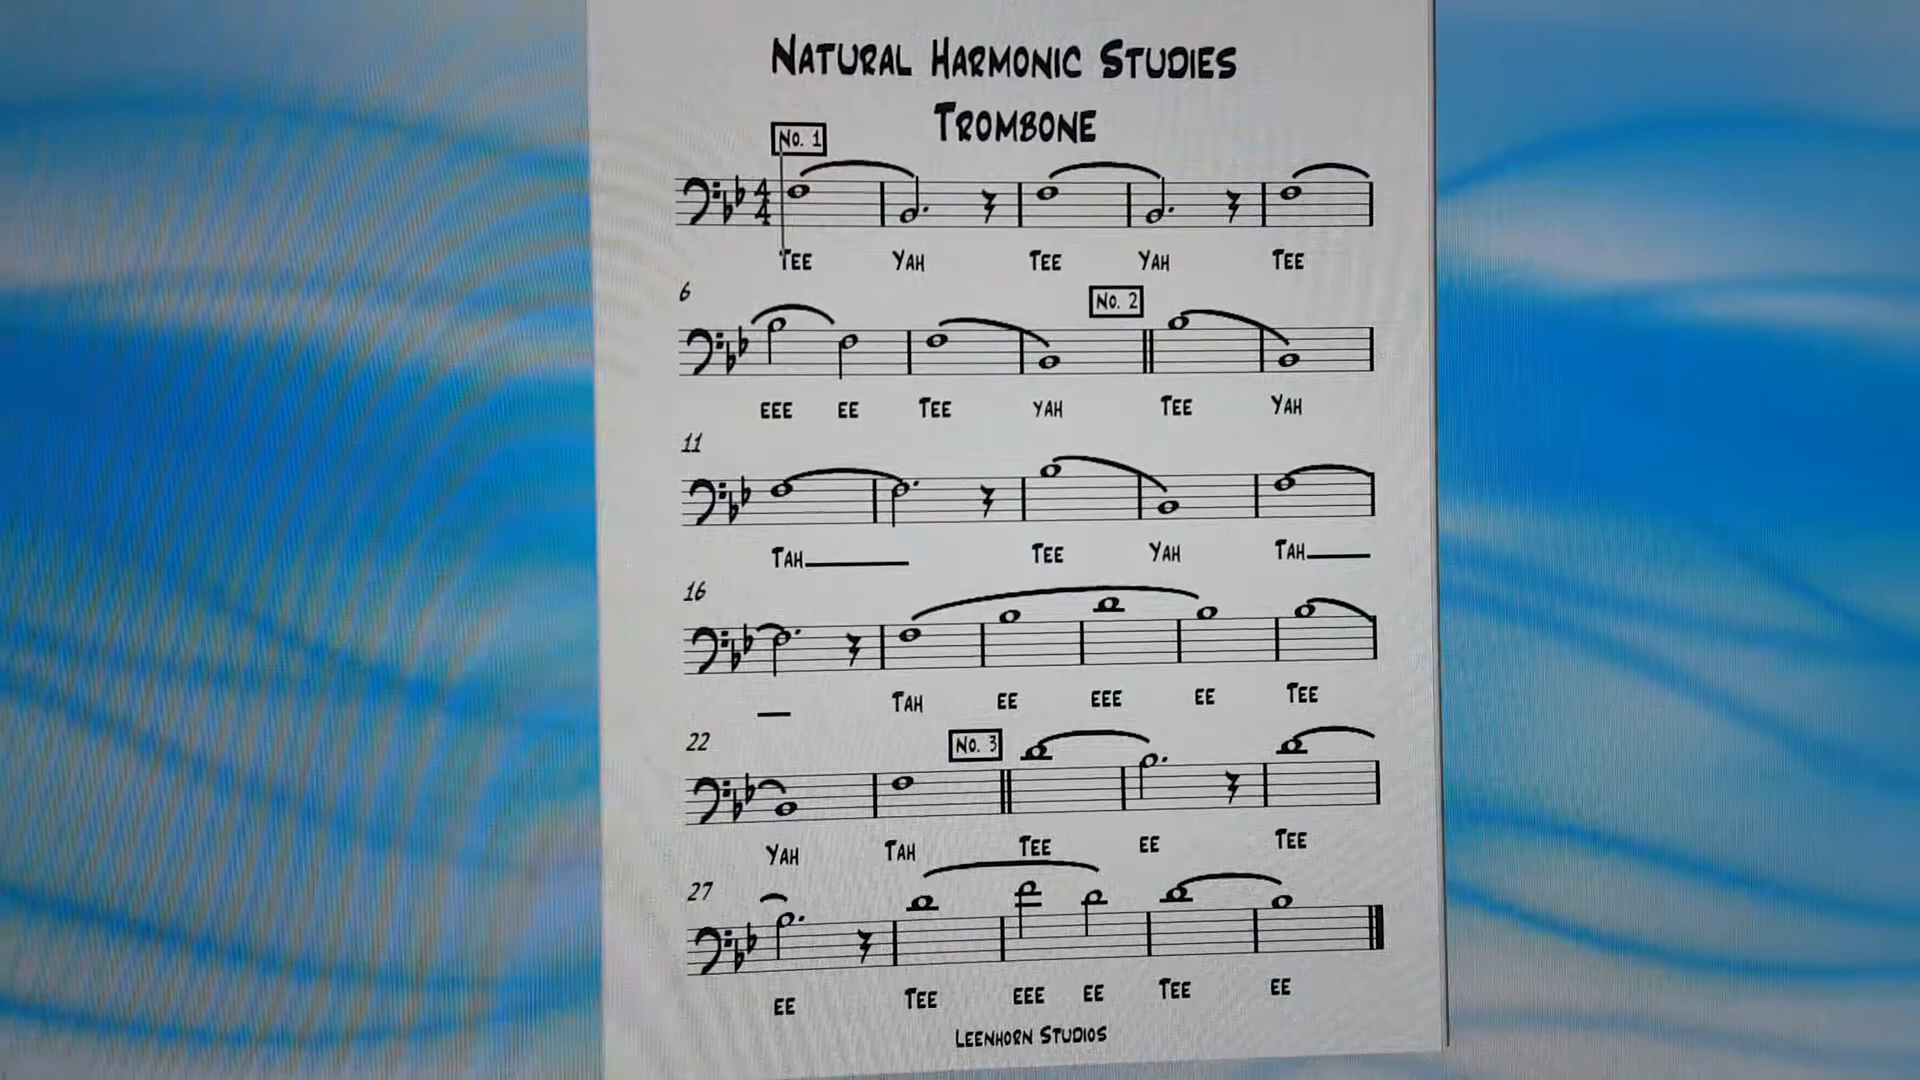 NATURAL HARMONIC STUDIES
TROMBONE
No. 1
4
4
TEE YAH TEE YAH TEE
6
No. 2
EEE EE TEE YAH TEE YAH
11
TAH TEE YAH TAH
16
TAH EE EEE EE TEE
22
No. 3
YAH TAH TEE EE TEE
27
EE TEE EEE EE TEE EE
LEENHORN STUDIOS